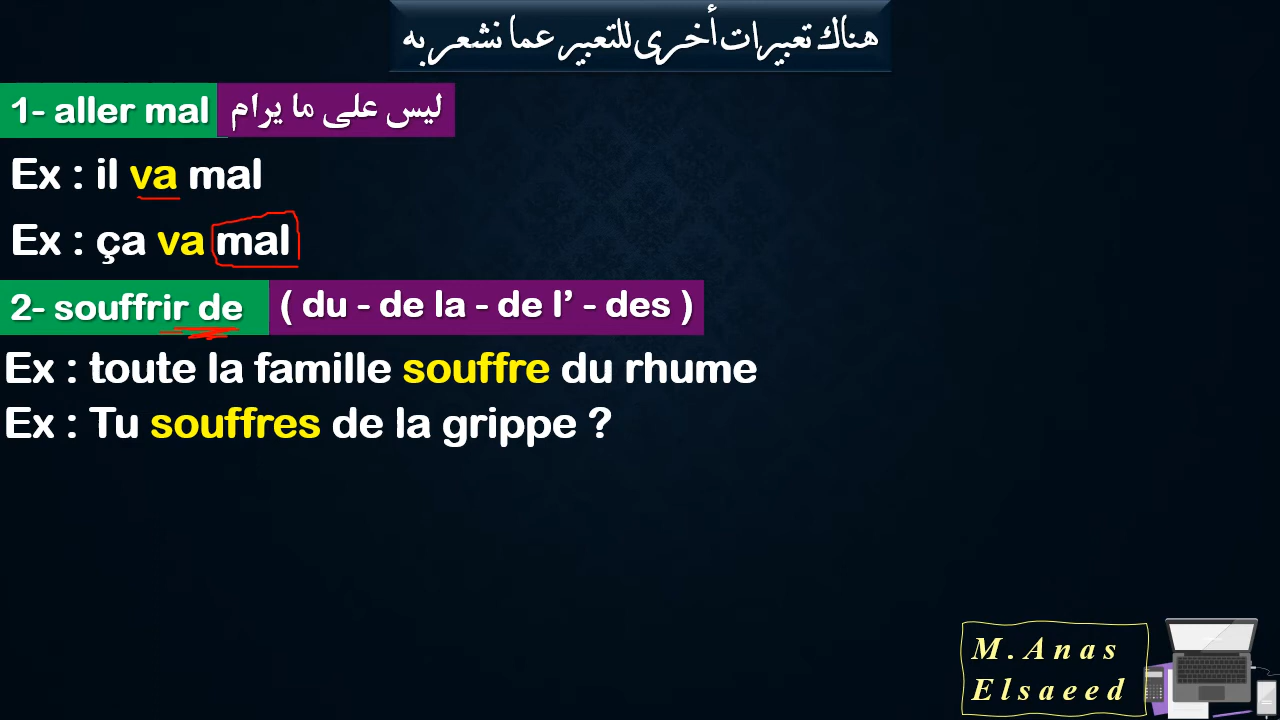 هناك تعبيرات أخرى للتعبير عما نشعر به
1- aller mal ليس على ما يرام
Ex : il va mal
Ex : ça va mal
2- souffrir de ( du - de la - de l’ - des )
Ex : toute la famille souffre du rhume
Ex : Tu souffres de la grippe ?
M.Anas
Elsaeed